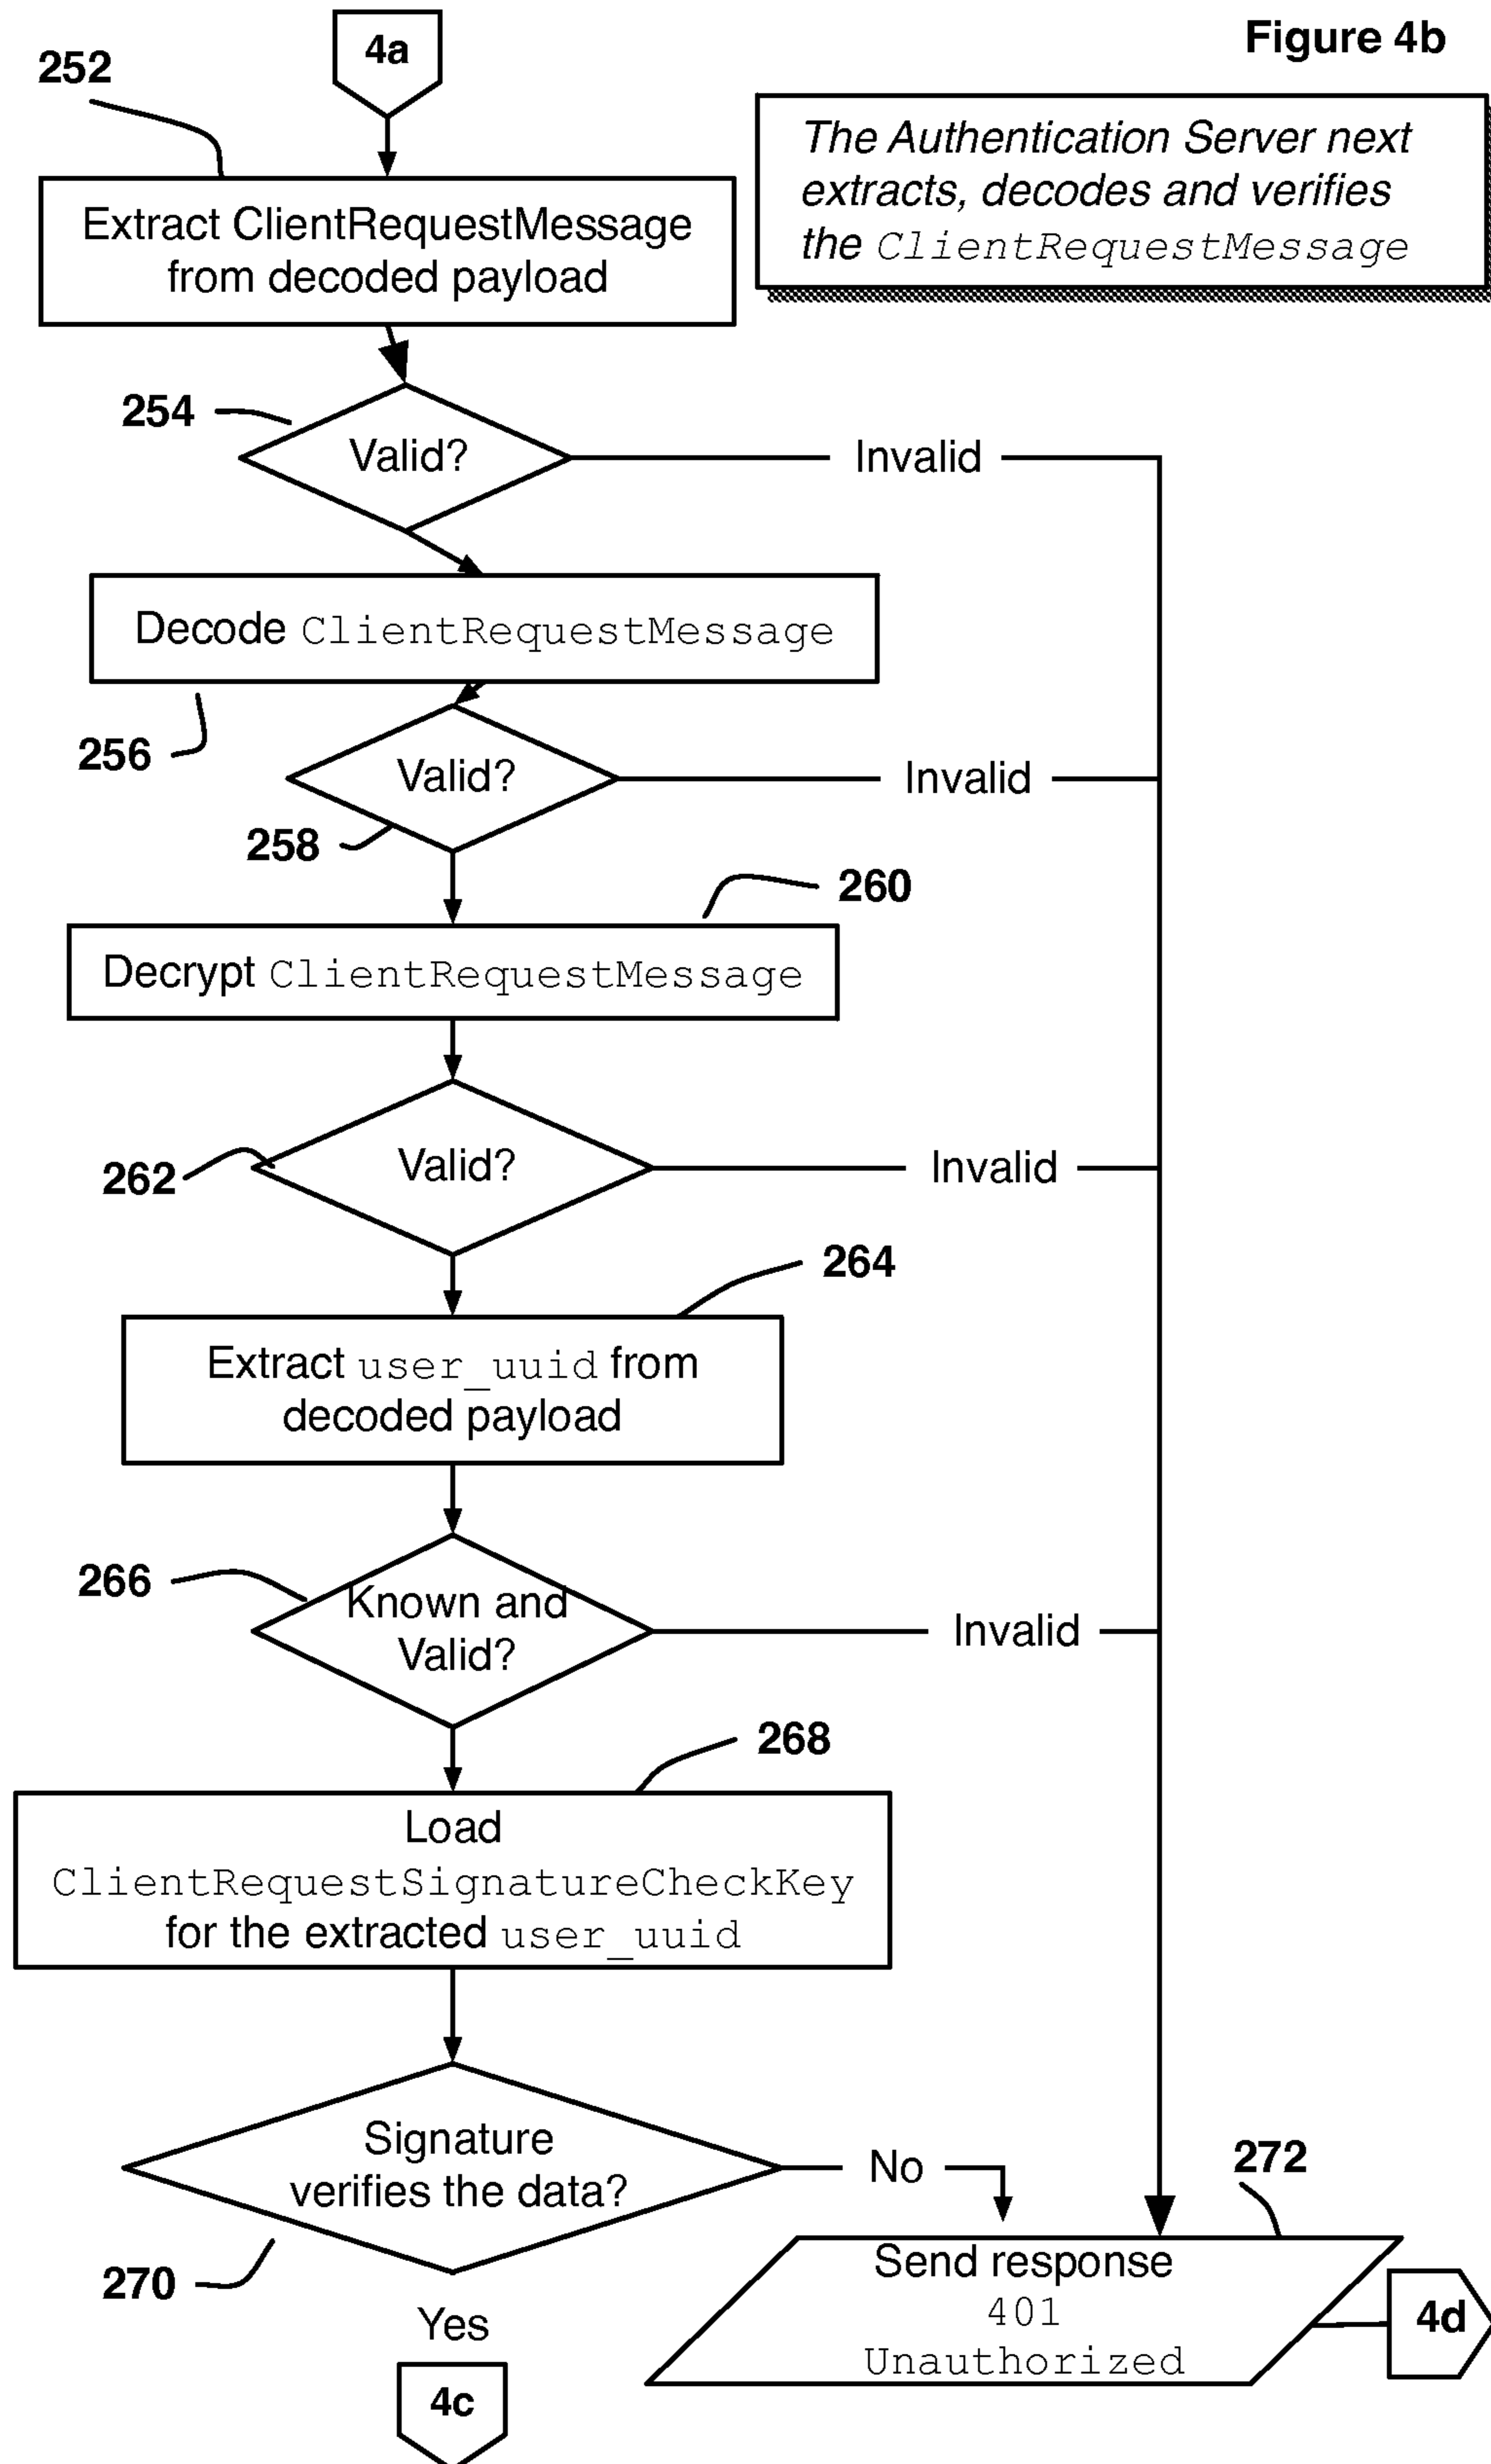 4a
Figure 4b
252
The Authentication Server next
extracts, decodes and verifies
the ClientRequestMessage
Extract ClientRequestMessage
from decoded payload
254
Valid?
Invalid
Decode ClientRequestMessage
256
Valid?
Invalid
258
260
Decrypt ClientRequestMessage
262
Valid?
Invalid
264
Extract user_uuid from
decoded payload
266
Known and
Valid?
Invalid
268
Load
ClientRequestSignatureCheckKey
for the extracted user_uuid
Signature
verifies the data?
No
272
270
Send response
401
Unauthorized
4d
Yes
4c